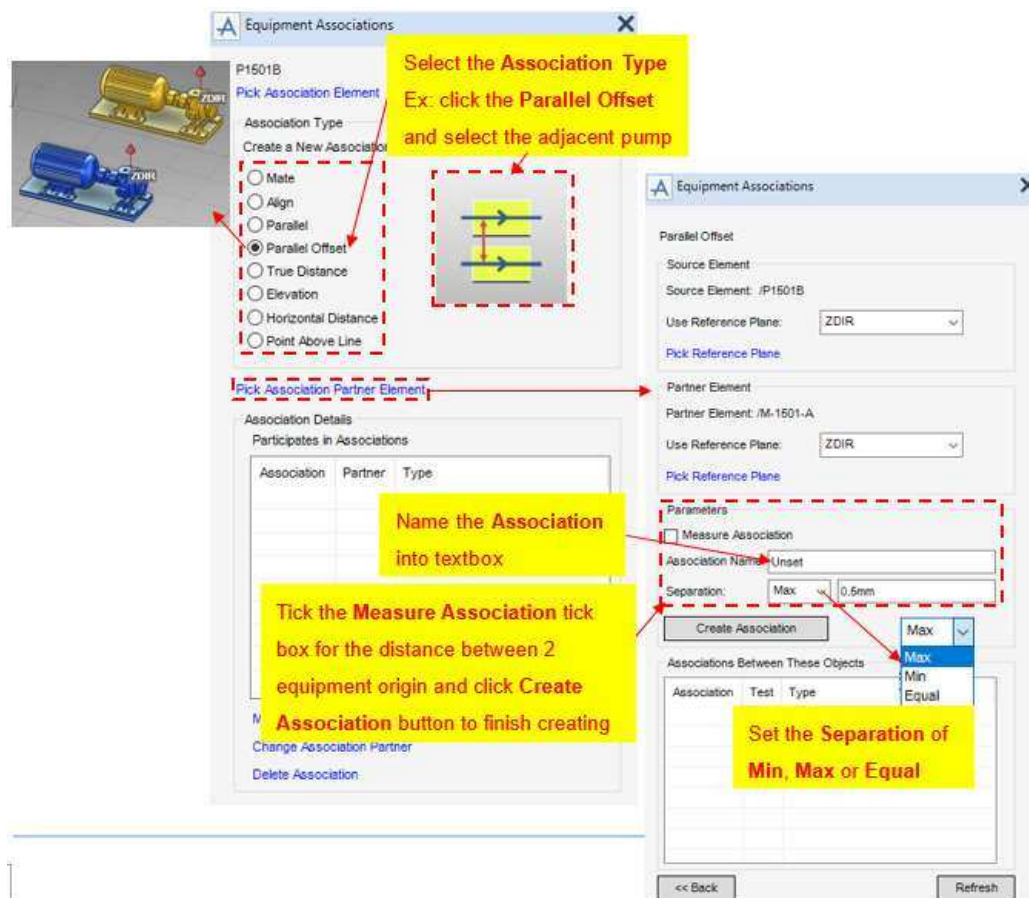 Equipment Associations
P1501B
Pick Association Element
Association Type
Create a New Association
Mate
Align
Parallel
Parallel Offset
True Distance
Elevation
Horizontal Distance
Point Above Line
Select the Association Type
Ex: click the Parallel Offset
and select the adjacent pump
ZDIR
ZDIR
Pick Association Partner Element
Association Details
Participates in Associations
Association Partner Type
M
Change Association Partner
Delete Association
Name the Association
into textbox
Tick the Measure Association tick
box for the distance between 2
equipment origin and click Create
Association button to finish creating
Equipment Associations
Parallel Offset
Source Element
Source Element: /P1501B
Use Reference Plane: ZDIR
Pick Reference Plane
Partner Element
Partner Element: /M-1501-A
Use Reference Plane: ZDIR
Pick Reference Plane
Parameters
Measure Association
Association Name Unset
Separation: Max 0.5mm
Create Association
Max
Max
Min
Equal
Associations Between These Objects
Association Test Type
Set the Separation of
Min, Max or Equal
<< Back
Refresh